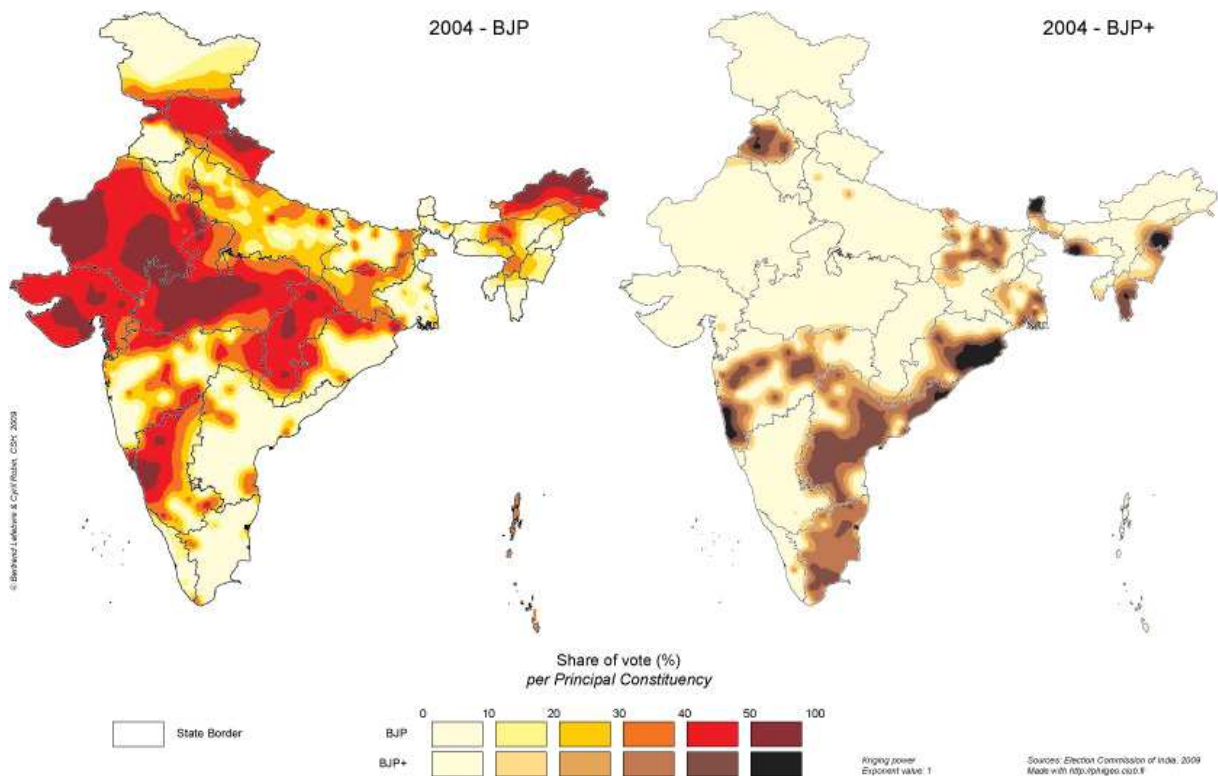 2004 - BJP
2004 - BJP+
© Bertrand Lefebvre & Cyril Robin, CSH, 2009
Share of vote (%)
per Principal Constituency
0 10 20 30 40 50 100
State Border
BJP
BJP+
Kriging power
Exponent value: 1
Sources: Election Commission of India, 2009
Made with http://philgeo.club.fr